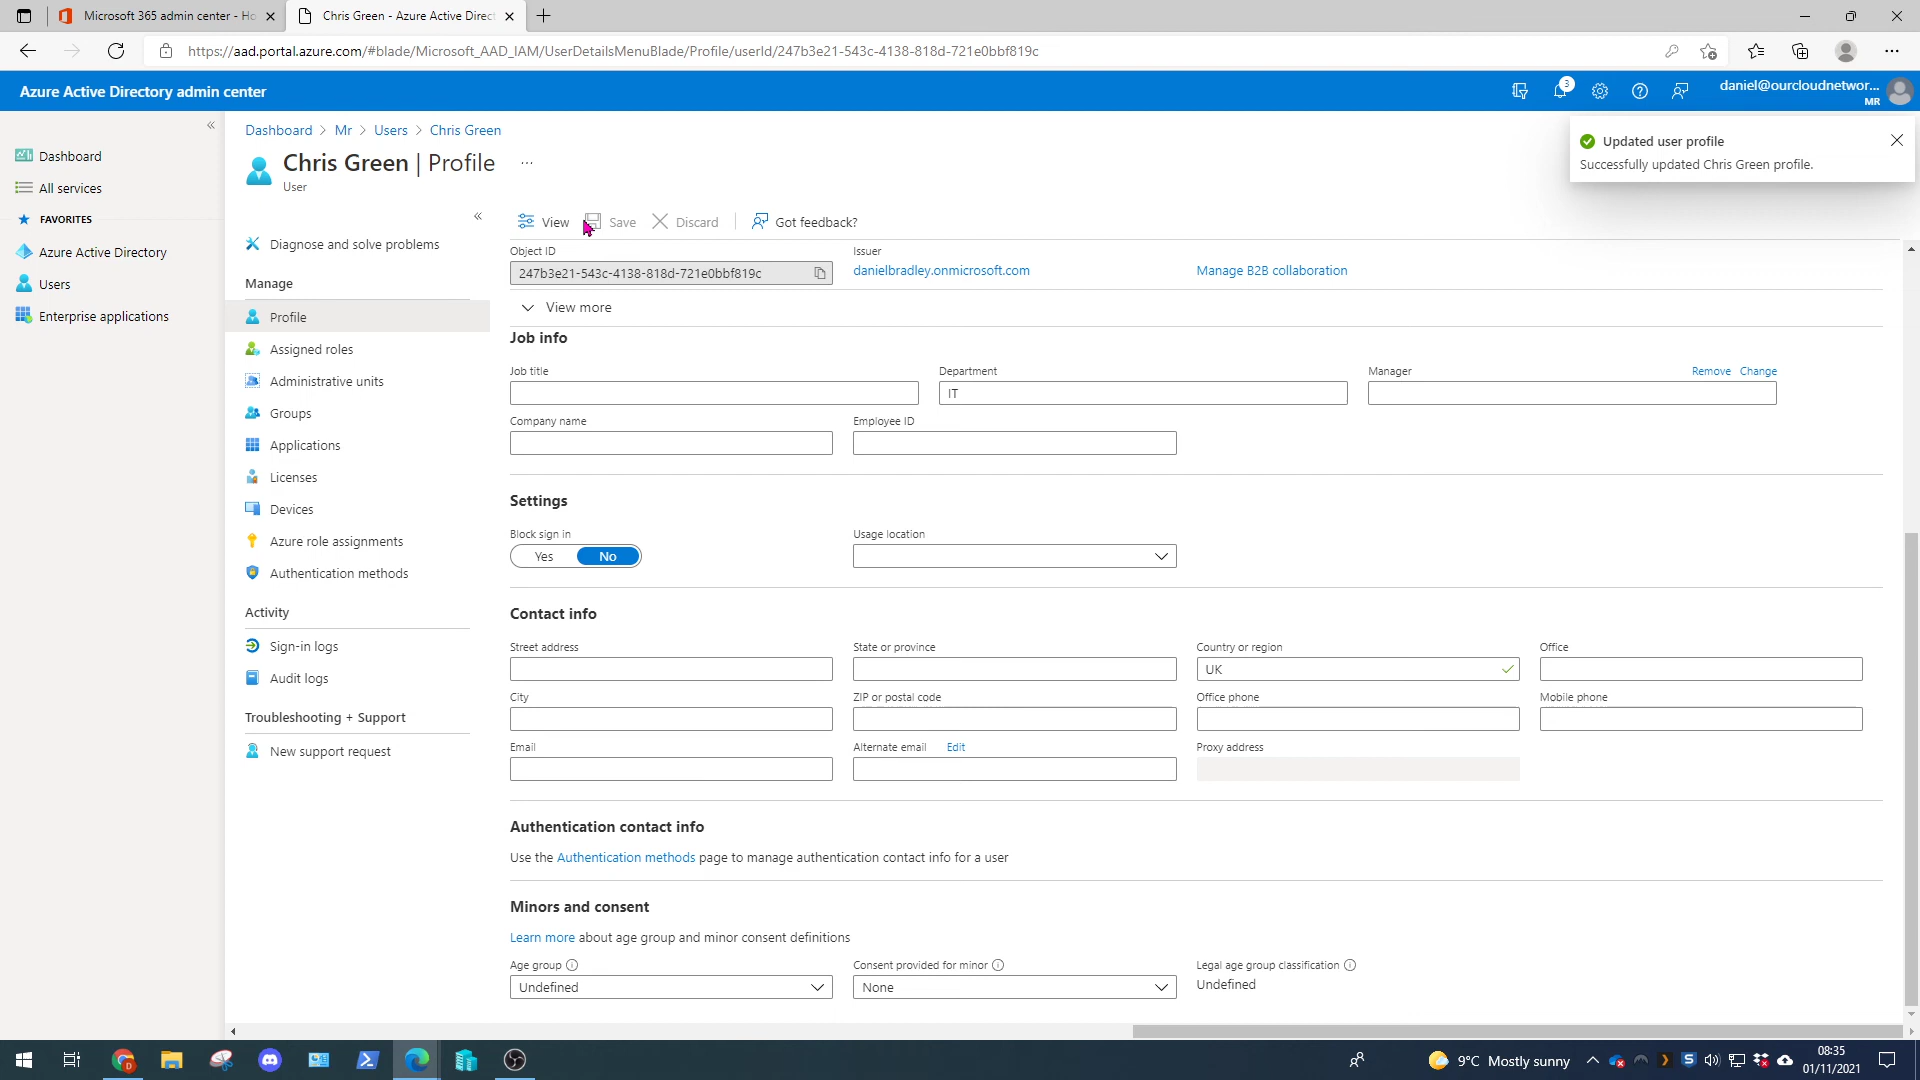 Microsoft 365 admin center - Ho
Chris Green - Azure Active Direct
https://aad.portal.azure.com/#blade/Microsoft_AAD_IAM/UserDetailsMenuBlade/Profile/userId/247b3e21-543c-4138-818d-721e0bbf819c
Azure Active Directory admin center
3
daniel@ourcloudnetwor...
MR
Dashboard
All services
FAVORITES
Azure Active Directory
Users
Enterprise applications
Dashboard > Mr > Users > Chris Green
Chris Green | Profile ...
User
Updated user profile
Successfully updated Chris Green profile.
Diagnose and solve problems
Manage
Profile
Assigned roles
Administrative units
Groups
Applications
Licenses
Devices
Azure role assignments
Authentication methods
Activity
Sign-in logs
Audit logs
Troubleshooting + Support
New support request
View Save Discard Got feedback?
Object ID Issuer
247b3e21-543c-4138-818d-721e0bbf819c danielbradley.onmicrosoft.com Manage B2B collaboration
View more
Job info
Job title Department Manager Remove Change
IT
Company name Employee ID
Settings
Block sign in Usage location
Yes No
Contact info
Street address State or province Country or region Office
UK
City ZIP or postal code Office phone Mobile phone
Email Alternate email Edit Proxy address
Authentication contact info
Use the Authentication methods page to manage authentication contact info for a user
Minors and consent
Learn more about age group and minor consent definitions
Age group Consent provided for minor Legal age group classification
Undefined None Undefined
9°C Mostly sunny
08:35
01/11/2021